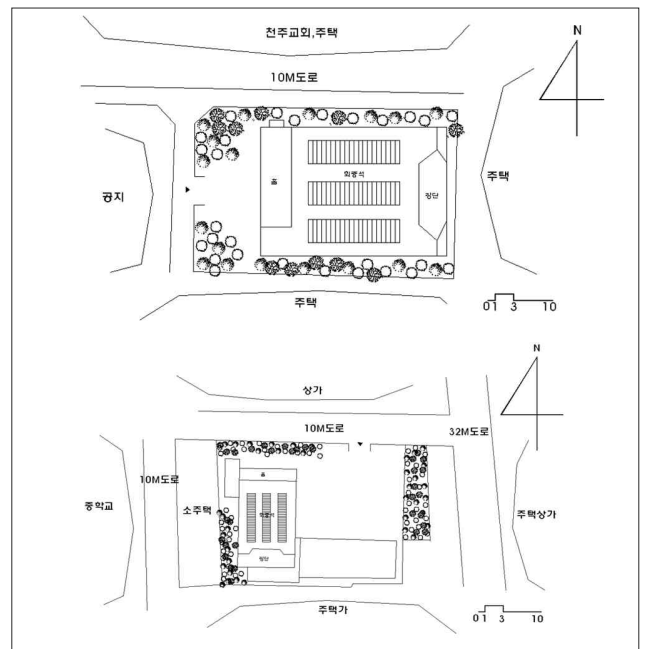 천주교회,주택
N
10M도로
홀
회중석
강단
공지
주택
주택
0 1 3 10
N
상가
10M도로
32M도로
10M도로
중학교
소주택
홀
강단
주택상가
주택가
0 1 3 10